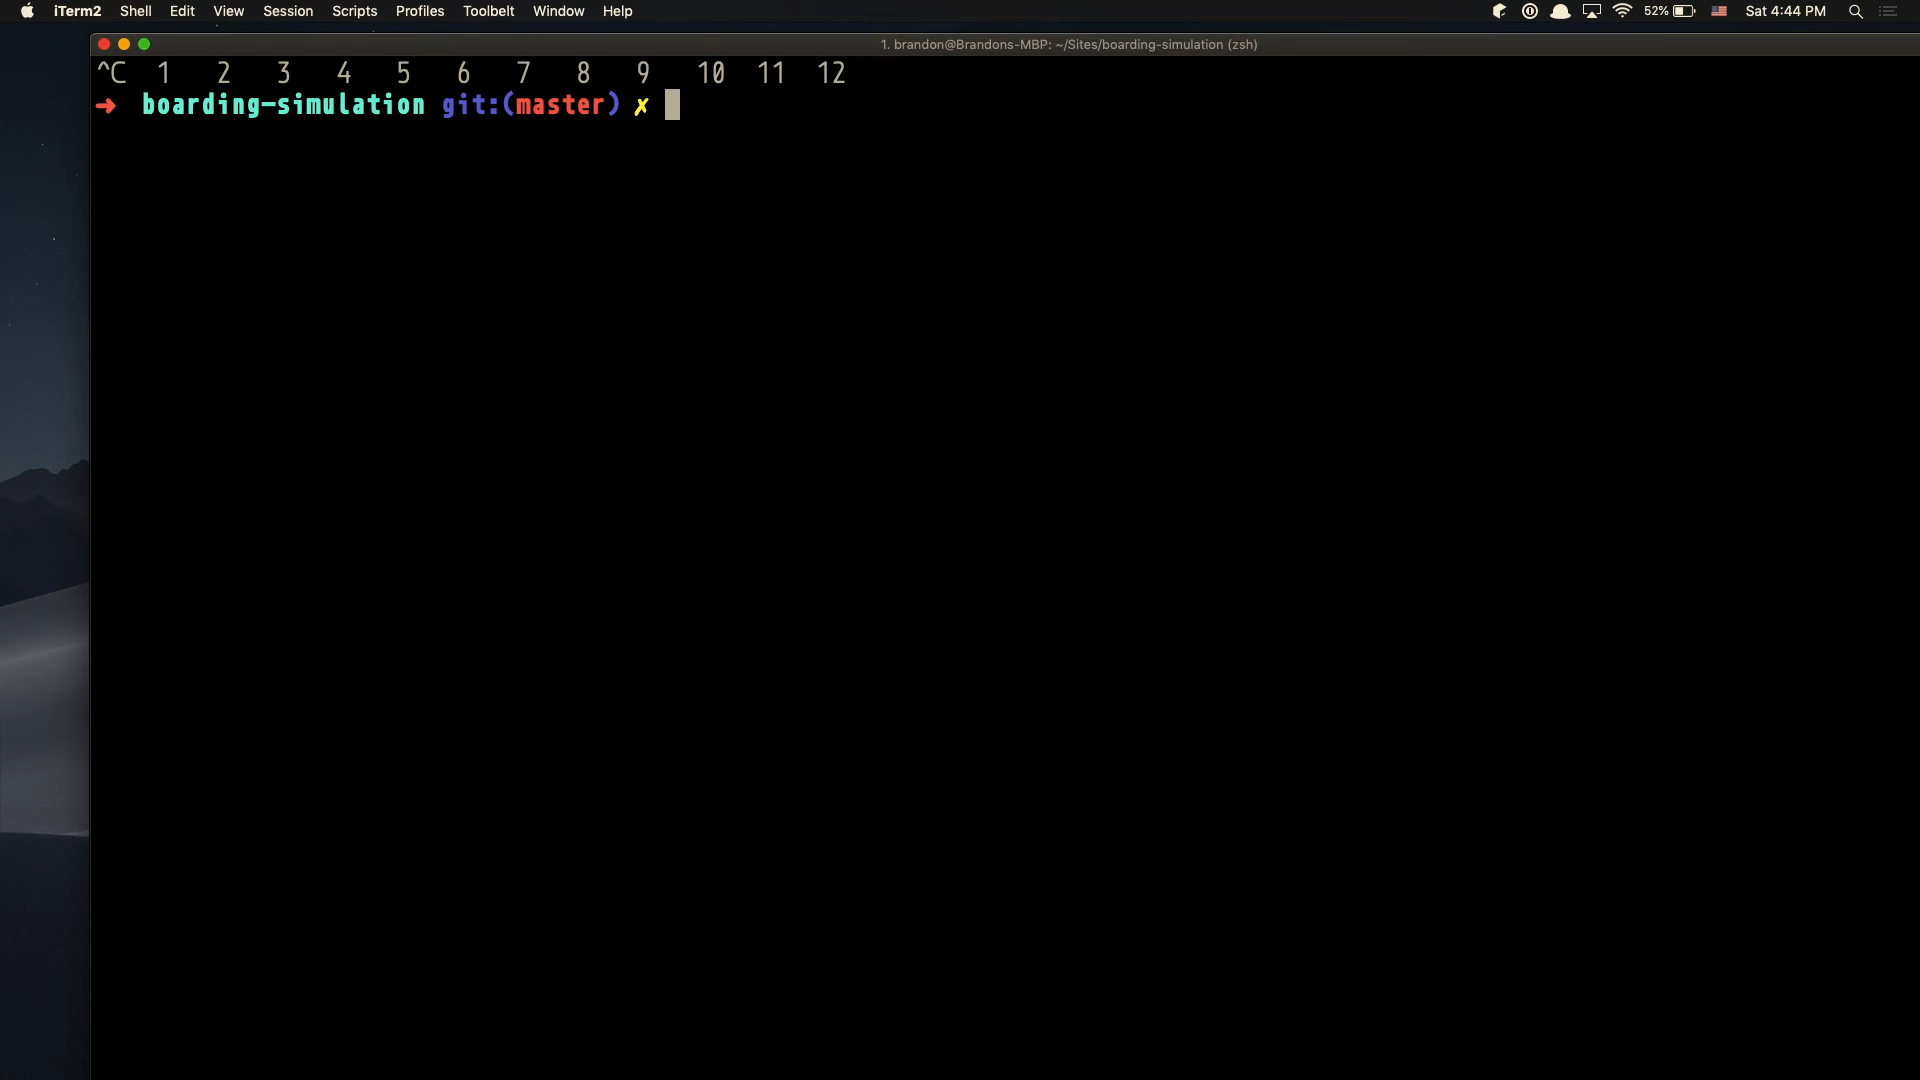 iTerm2 Shell Edit View Session Scripts Profiles Toolbelt Window Help 52% Sat 4:44 PM
1. brandon@Brandons-MBP: ~/Sites/boarding-simulation (zsh)
^C 1 2 3 4 5 6 7 8 9 10 11 12
➜ boarding-simulation git:(master) ✗